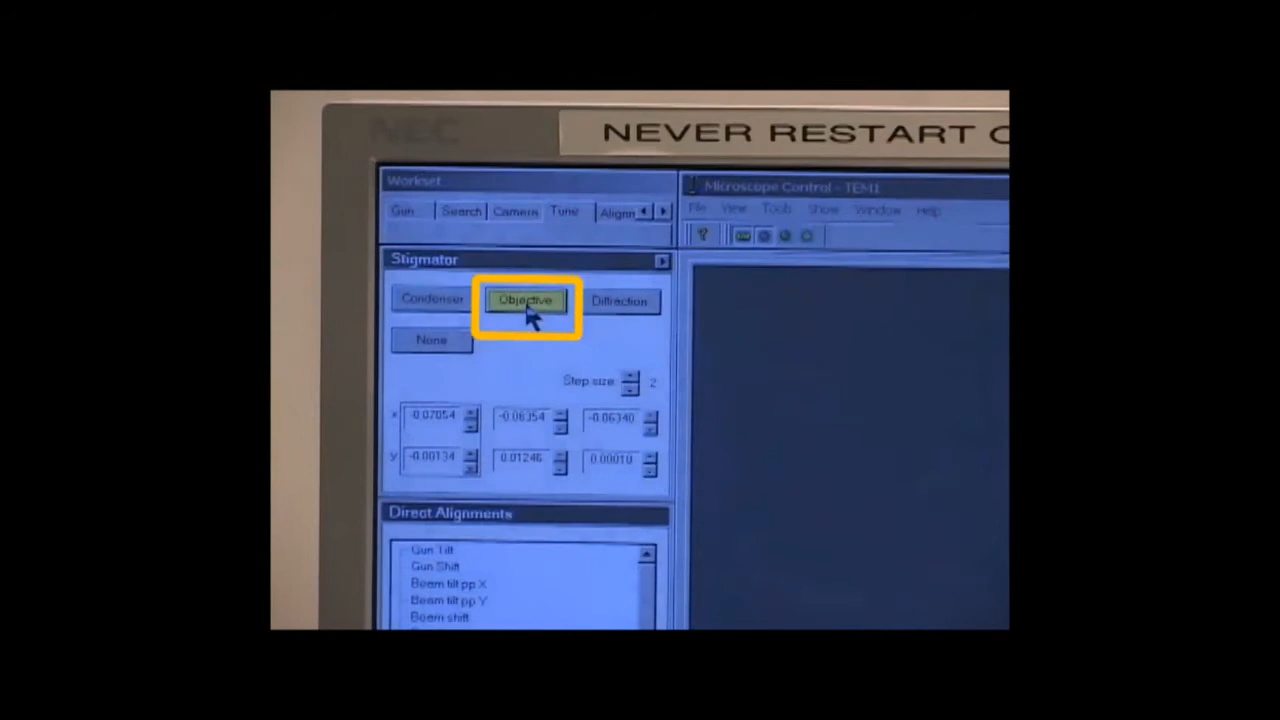 NEC
NEVER RESTART
Workset
Gun Search Camera Tune Alignm
Microscope Control - TEM1
File View Tools Show Window Help
?
Stigmator
Condenser Objective Diffraction
None
Step size 2
x -0.07054 -0.06354 -0.06340
y -0.00134 0.01246 0.00010
Direct Alignments
Gun Tilt
Gun Shift
Beam tilt pp X
Beam tilt pp Y
Beam shift